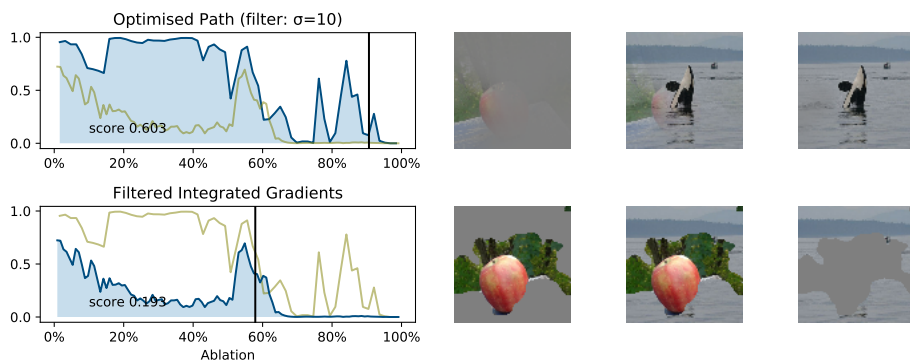 Optimised Path (filter: σ=10)
1.0
0.5
0.0
score 0.603
0% 20% 40% 60% 80% 100%
Filtered Integrated Gradients
1.0
0.5
0.0
score 0.193
0% 20% 40% 60% 80% 100%
Ablation